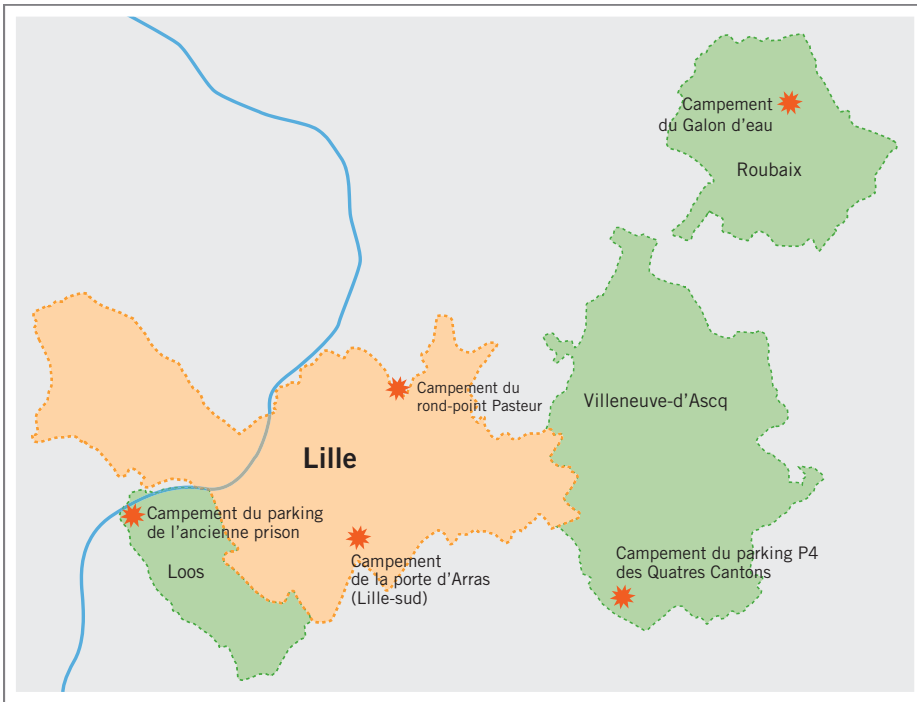 Campement
du Galon d'eau
Roubaix
Campement du
rond-point Pasteur
Villeneuve-d'Ascq
Lille
Campement du parking
de l'ancienne prison
Loos
Campement
de la porte d'Arras
(Lille-sud)
Campement du parking P4
des Quatres Cantons